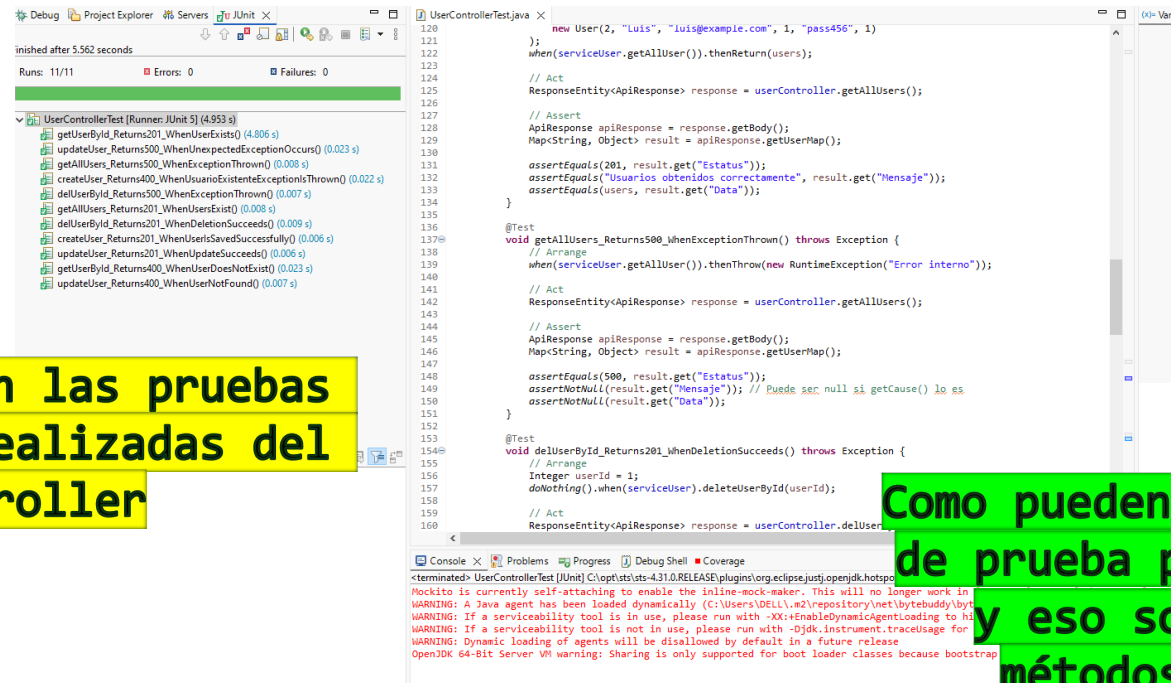 Debug Project Explorer Servers JUnit
inished after 5.562 seconds
Runs: 11/11 Errors: 0 Failures: 0
UserControllerTest [Runner: JUnit 5] (4.953 s)
getUserById_Returns201_WhenUserExists() (4.806 s)
updateUser_Returns500_WhenUnexpectedExceptionOccurs() (0.023 s)
getAllUsers_Returns500_WhenExceptionThrown() (0.008 s)
createUser_Returns400_WhenUsuarioExistenteExceptionIsThrown() (0.022 s)
delUserById_Returns500_WhenExceptionThrown() (0.007 s)
getAllUsers_Returns201_WhenUsersExist() (0.008 s)
delUserById_Returns201_WhenDeletionSucceeds() (0.009 s)
createUser_Returns201_WhenUserIsSavedSuccessfully() (0.006 s)
updateUser_Returns201_WhenUpdateSucceeds() (0.006 s)
getUserById_Returns400_WhenUserDoesNotExist() (0.023 s)
updateUser_Returns400_WhenUserNotFound() (0.007 s)
n las pruebas
ealizadas del
roller
UserControllerTest.java
120 new User(2, "Luis", "luis@example.com", 1, "pass456", 1)
121 );
122 when(serviceUser.getAllUser()).thenReturn(users);
123
124 // Act
125 ResponseEntity<ApiResponse> response = userController.getAllUsers();
126
127 // Assert
128 ApiResponse apiResponse = response.getBody();
129 Map<String, Object> result = apiResponse.getUserMap();
130
131 assertEquals(201, result.get("Estatus"));
132 assertEquals("Usuarios obtenidos correctamente", result.get("Mensaje"));
133 assertEquals(users, result.get("Data"));
134 }
135
136 @Test
137 void getAllUsers_Returns500_WhenExceptionThrown() throws Exception {
138 // Arrange
139 when(serviceUser.getAllUser()).thenThrow(new RuntimeException("Error interno"));
140
141 // Act
142 ResponseEntity<ApiResponse> response = userController.getAllUsers();
143
144 // Assert
145 ApiResponse apiResponse = response.getBody();
146 Map<String, Object> result = apiResponse.getUserMap();
147
148 assertEquals(500, result.get("Estatus"));
149 assertNotNull(result.get("Mensaje")); // Puede ser null si getCause() lo es
150 assertNotNull(result.get("Data"));
151 }
152
153 @Test
154 void delUserById_Returns201_WhenDeletionSucceeds() throws Exception {
155 // Arrange
156 Integer userId = 1;
157 doNothing().when(serviceUser).deleteUserById(userId);
158
159 // Act
160 ResponseEntity<ApiResponse> response = userController.delUser
(x)= Var
Console Problems Progress Debug Shell Coverage
<terminated> UserControllerTest [JUnit] C:\opt\sts\sts-4.31.0.RELEASE\plugins\org.eclipse.justj.openjdk.hotspo
Mockito is currently self-attaching to enable the inline-mock-maker. This will no longer work in
WARNING: A Java agent has been loaded dynamically (C:\Users\DELL\.m2\repository\net\bytebuddy\byt
WARNING: If a serviceability tool is in use, please run with -XX:+EnableDynamicAgentLoading to hi
WARNING: If a serviceability tool is not in use, please run with -Djdk.instrument.traceUsage for
WARNING: Dynamic loading of agents will be disallowed by default in a future release
OpenJDK 64-Bit Server VM warning: Sharing is only supported for boot loader classes because bootstrap
Como pueden
de prueba p
y eso so
métodos